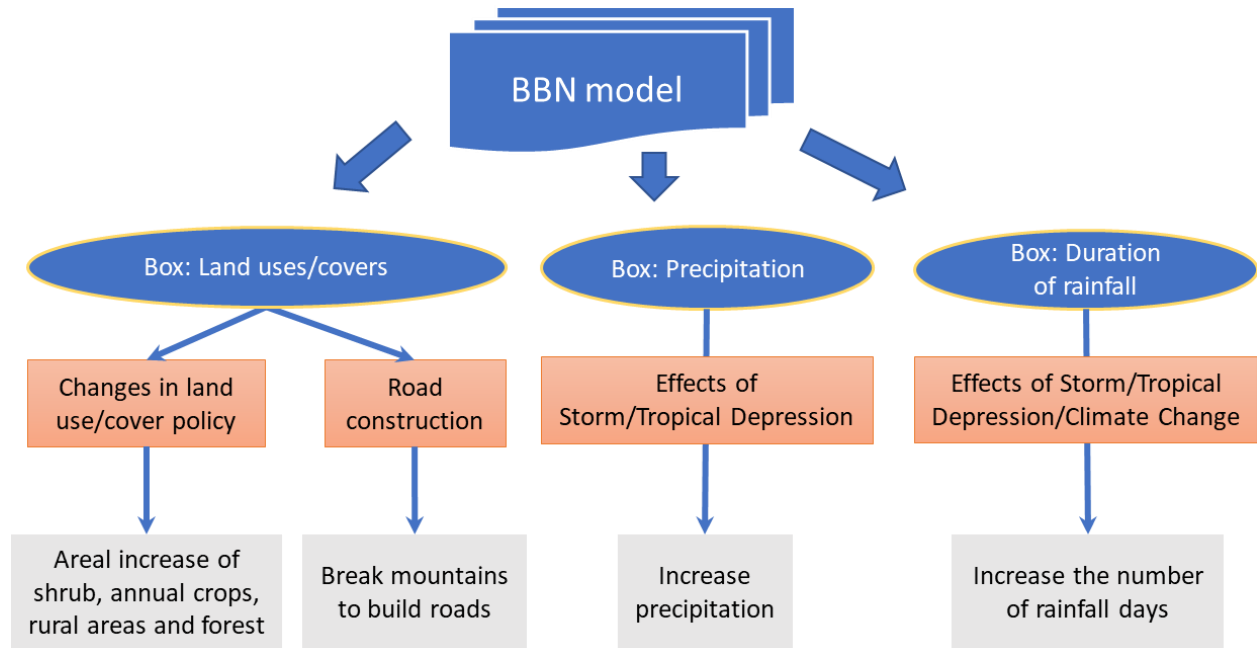 BBN model
Box: Land uses/covers
Box: Precipitation
Box: Duration
of rainfall
Changes in land
use/cover policy
Road
construction
Effects of
Storm/Tropical Depression
Effects of Storm/Tropical
Depression/Climate Change
Areal increase of
shrub, annual crops,
rural areas and forest
Break mountains
to build roads
Increase
precipitation
Increase the number
of rainfall days